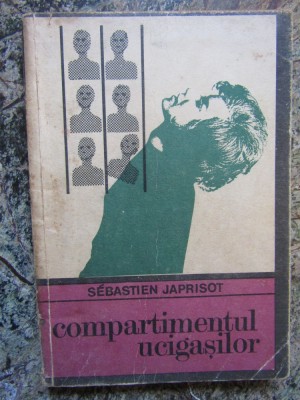 SÉBASTIEN JAPRISOT
compartimentul
ucigașilor